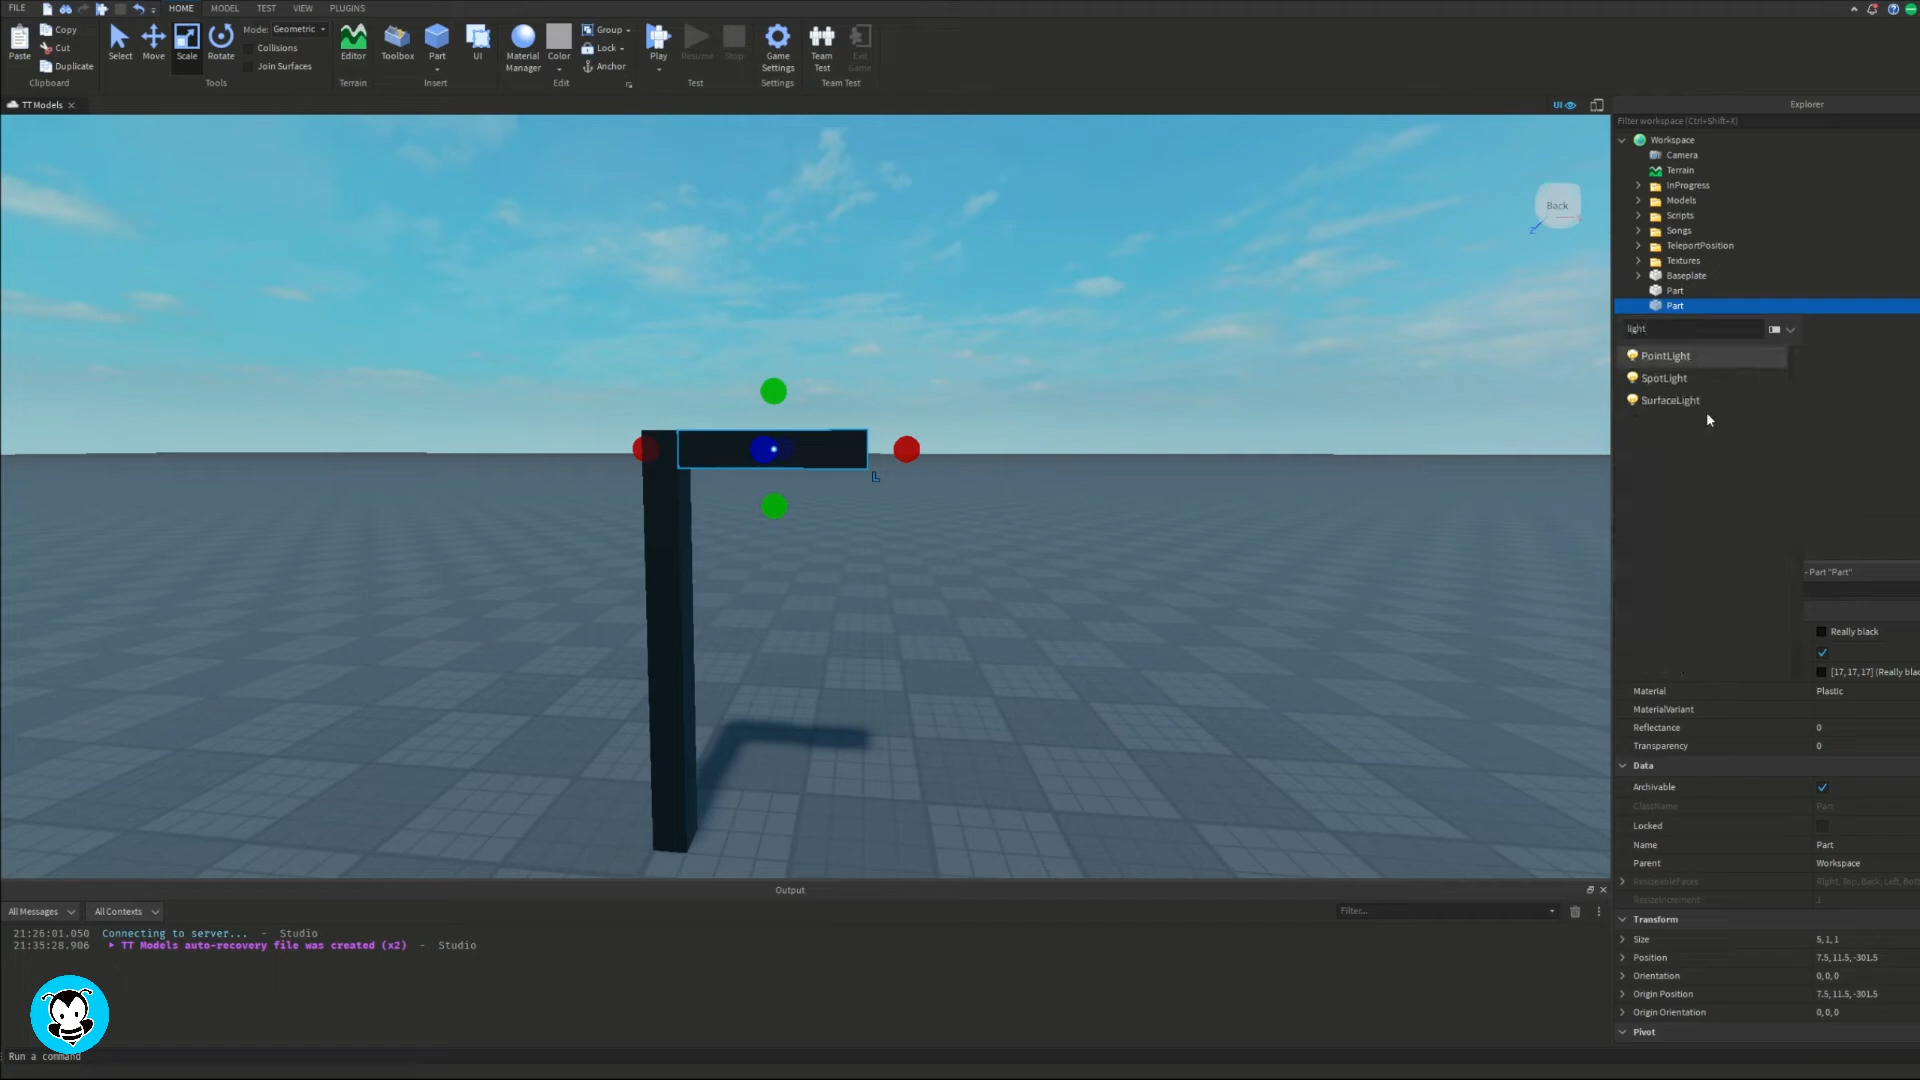 FILE HOME MODEL TEST VIEW PLUGINS
Paste Copy Cut Duplicate
Clipboard
Select Move Scale Rotate
Mode: Geometric
Collisions
Join Surfaces
Tools
Editor
Terrain
Toolbox Part UI
Insert
Material Manager Color
Group
Lock
Anchor
Edit
Play Resume Stop
Test
Game Settings
Settings
Team Test Exit Game
Team Test
TT Models
UI
Back
Z
L
Explorer
Filter workspace (Ctrl+Shift+X)
Workspace
Camera
Terrain
InProgress
Models
Scripts
Songs
TeleportPosition
Textures
Baseplate
Part
Part
light
PointLight
SpotLight
SurfaceLight
- Part "Part"
Really black
[17, 17, 17] (Really blac
Material Plastic
MaterialVariant
Reflectance 0
Transparency 0
Data
Archivable
ClassName Part
Locked
Name Part
Parent Workspace
ResizeableFaces Right, Top, Back, Left, Bott
ResizeIncrement 1
Transform
Size 5, 1, 1
Position 7.5, 11.5, -301.5
Orientation 0, 0, 0
Origin Position 7.5, 11.5, -301.5
Origin Orientation 0, 0, 0
Pivot
Output
All Messages All Contexts Filter...
21:26:01.050 Connecting to server... - Studio
21:35:28.906 TT Models auto-recovery file was created (x2) - Studio
Run a command